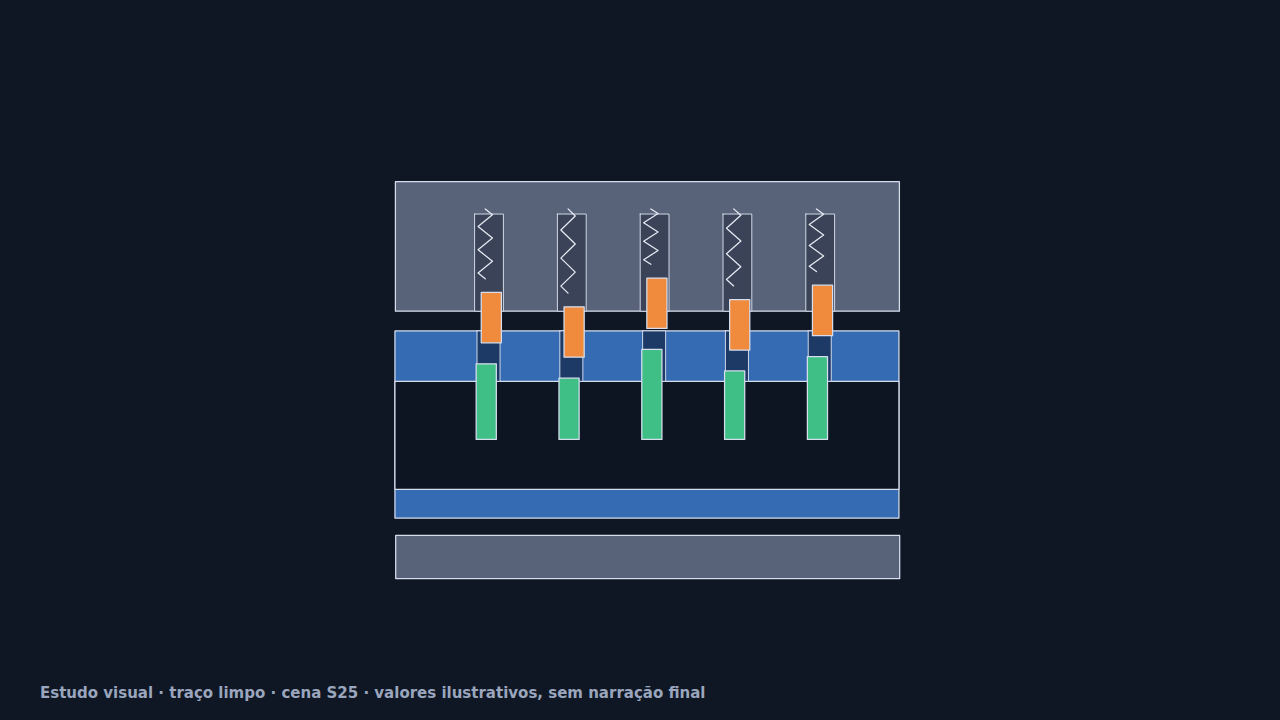 Estudo visual · traço limpo · cena S25 · valores ilustrativos, sem narração final